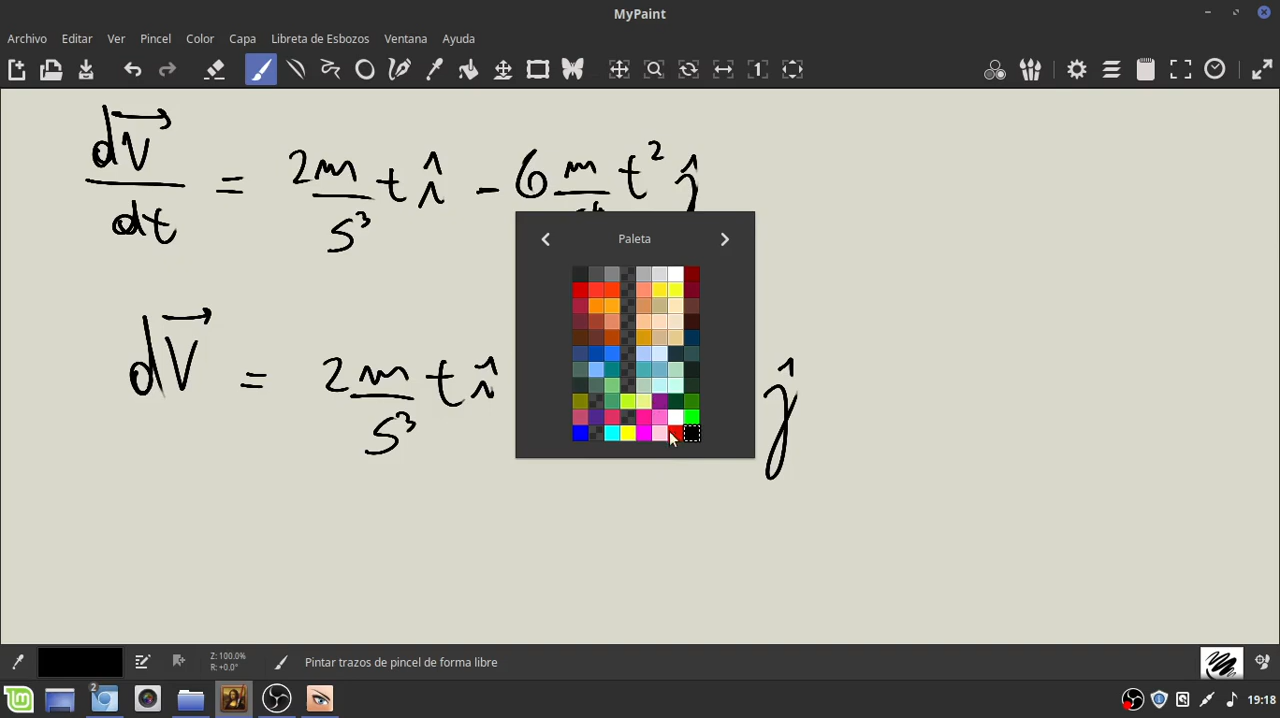 MyPaint
Archivo Editar Ver Pincel Color Capa Libreta de Esbozos Ventana Ayuda
dV/dt = 2m/s³ t î - 6 m/ t² ĵ
Paleta
dV = 2m/s³ t î ĵ
Z: 100.0%
R: +0.0°
Pintar trazos de pincel de forma libre
2
19:18